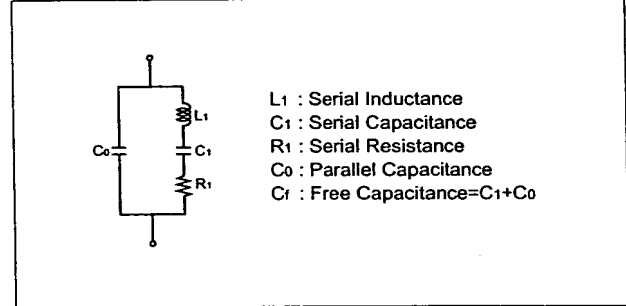 L1
C0
C1
R1
L1 : Serial Inductance
C1 : Serial Capacitance
R1 : Serial Resistance
C0 : Parallel Capacitance
Cf : Free Capacitance=C1+C0